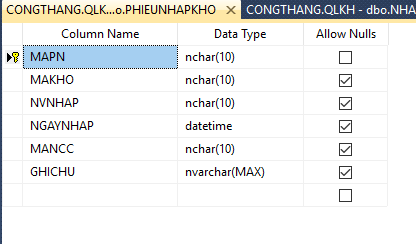 CONGTHANG.QLK...o.PHIEUNHAPKHO CONGTHANG.QLKH - dbo.NHA
Column Name Data Type Allow Nulls
MAPN nchar(10)
MAKHO nchar(10)
NVNHAP nchar(10)
NGAYNHAP datetime
MANCC nchar(10)
GHICHU nvarchar(MAX)